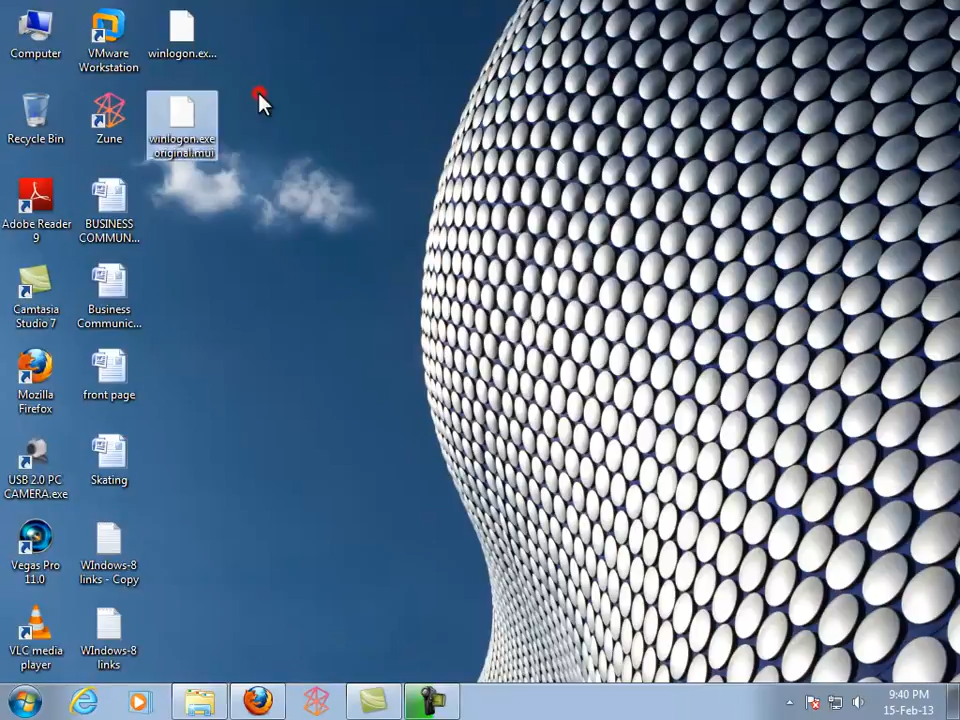 Computer
VMware
Workstation
winlogon.ex...
Recycle Bin
Zune
winlogon.exe
original.mui
Adobe Reader
9
BUSINESS
COMMUN...
Camtasia
Studio 7
Business
Communic...
Mozilla
Firefox
front page
USB 2.0 PC
CAMERA.exe
Skating
Vegas Pro
11.0
WIndows-8
links - Copy
VLC media
player
WIndows-8
links
9:40 PM
15-Feb-13